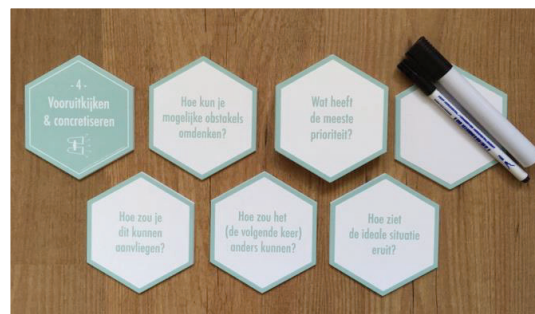 - 4 -
Vooruitkijken
& concretiseren
Hoe kun je
mogelijke obstakels
omdenken?
Wat heeft
de meeste
prioriteit?
Hoe zou je
dit kunnen
aanvliegen?
Hoe zou het
(de volgende keer)
anders kunnen?
Hoe ziet
de ideale situatie
eruit?